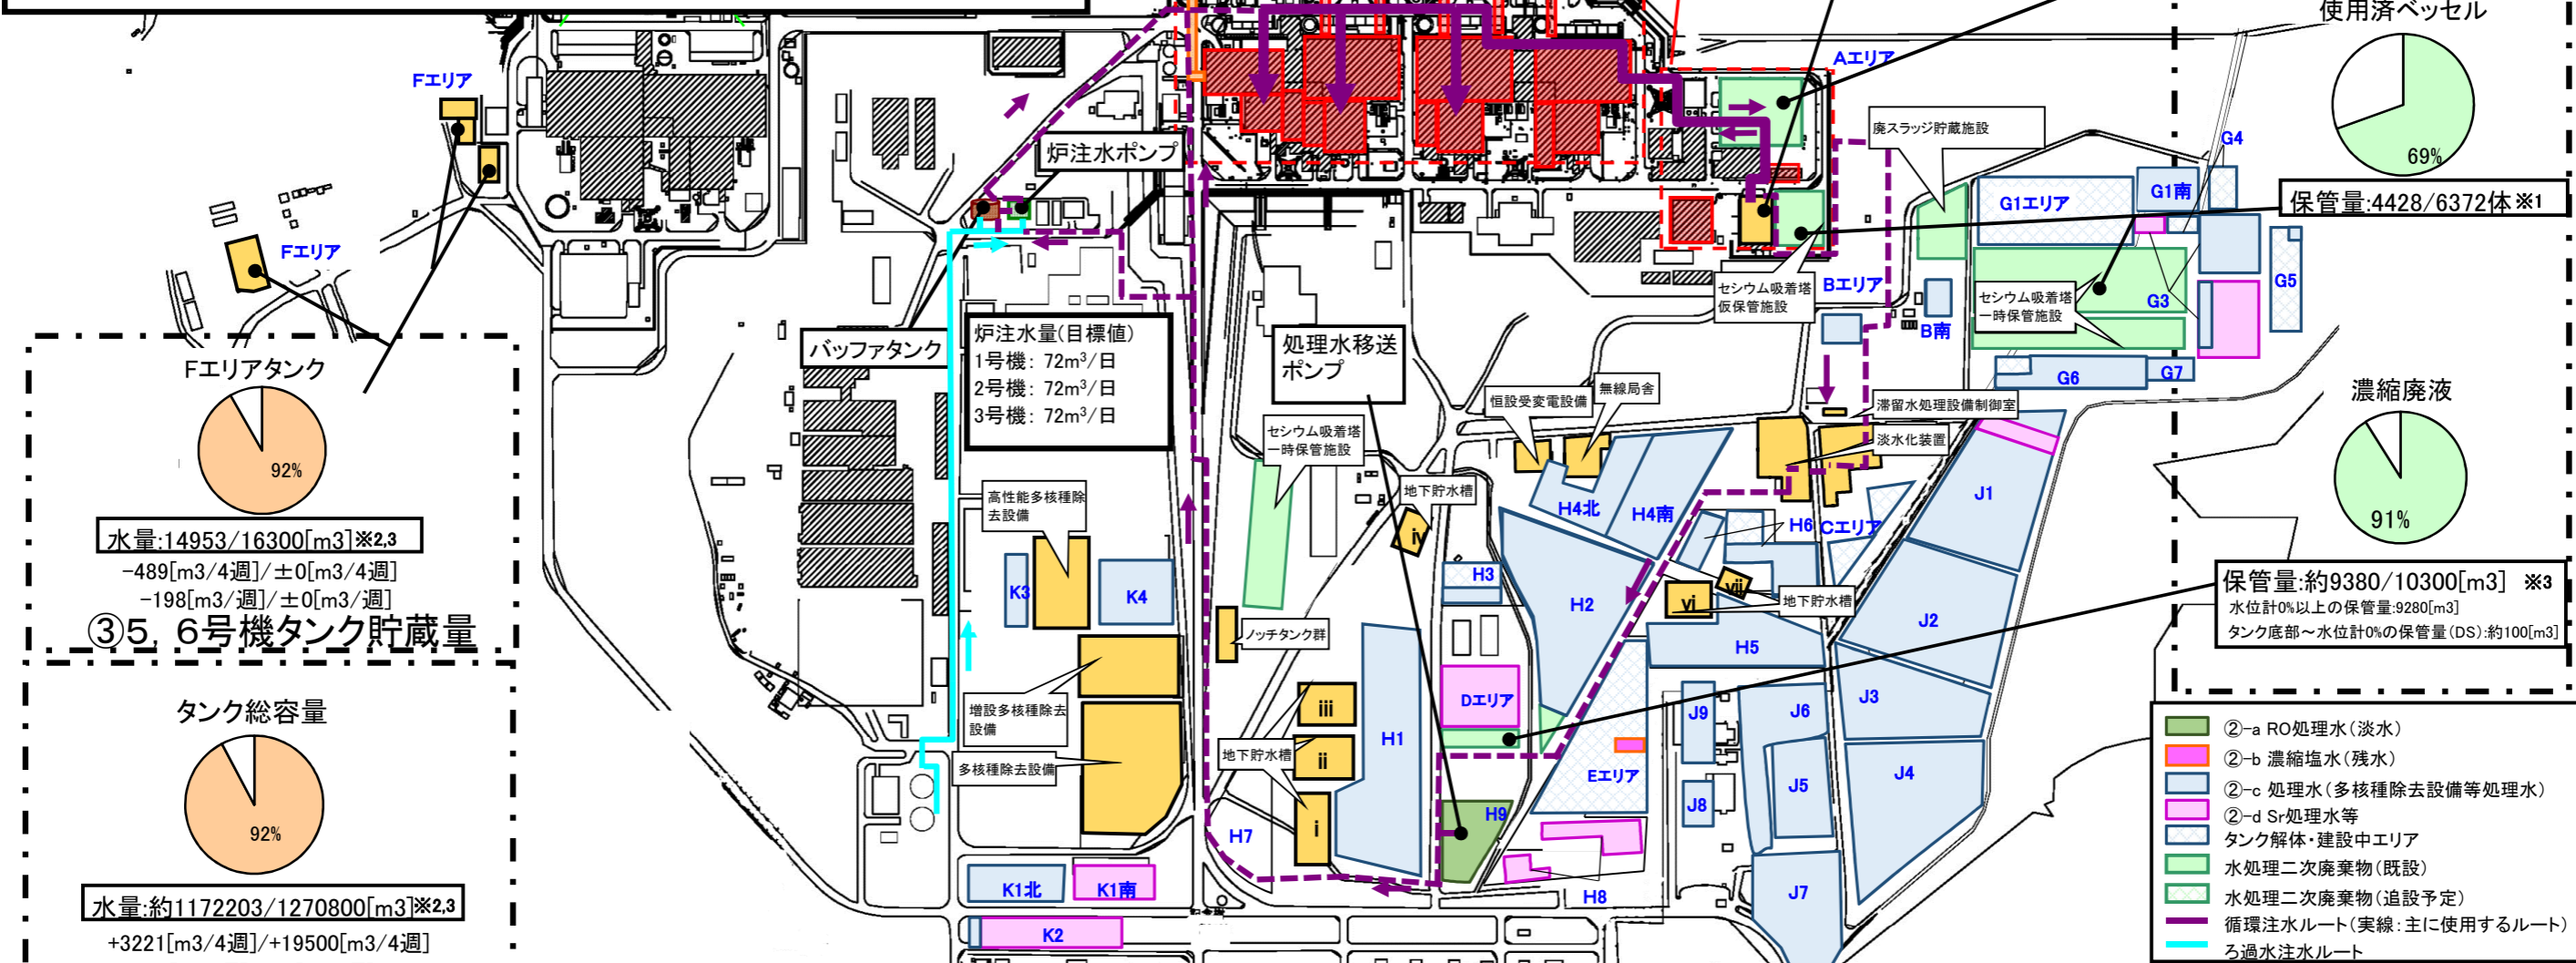 使用済ベッセル
69%
保管量:4428/6372体※1
Fエリア
Fエリア
Aエリア
廃スラッジ貯蔵施設
G4
G1南
G1エリア
炉注水ポンプ
セシウム吸着塔
仮保管施設
Bエリア
B南
セシウム吸着塔
一時保管施設
G3
G5
G6
G7
Fエリアタンク
92%
水量:14953/16300[m3]※2,3
-489[m3/4週]/±0[m3/4週]
-198[m3/週]/±0[m3/週]
③5，6号機タンク貯蔵量
バッファタンク
炉注水量(目標値)
1号機： 72m³/日
2号機： 72m³/日
3号機： 72m³/日
処理水移送
ポンプ
恒設受変電設備
無線局舎
滞留水処理設備制御室
淡水化装置
濃縮廃液
91%
保管量:約9380/10300[m3] ※3
水位計0%以上の保管量:9280[m3]
タンク底部～水位計0%の保管量(DS):約100[m3]
セシウム吸着塔
一時保管施設
高性能多核種除
去設備
地下貯水槽
iv
H4北
H4南
H6
Cエリア
J1
K3
K4
H3
H2
vi
vii
地下貯水槽
J2
ノッチタンク群
H5
タンク総容量
92%
水量:約1172203/1270800[m3]※2,3
+3221[m3/4週]/+19500[m3/4週]
増設多核種除去
設備
多核種除去設備
地下貯水槽
iii
ii
i
H1
Dエリア
Eエリア
J9
J6
J3
J5
J4
J8
H7
H9
H8
J7
K1北
K1南
K2
②-a RO処理水(淡水)
②-b 濃縮塩水(残水)
②-c 処理水(多核種除去設備等処理水)
②-d Sr処理水等
タンク解体・建設中エリア
水処理二次廃棄物(既設)
水処理二次廃棄物(追設予定)
循環注水ルート(実線：主に使用するルート)
ろ過水注水ルート